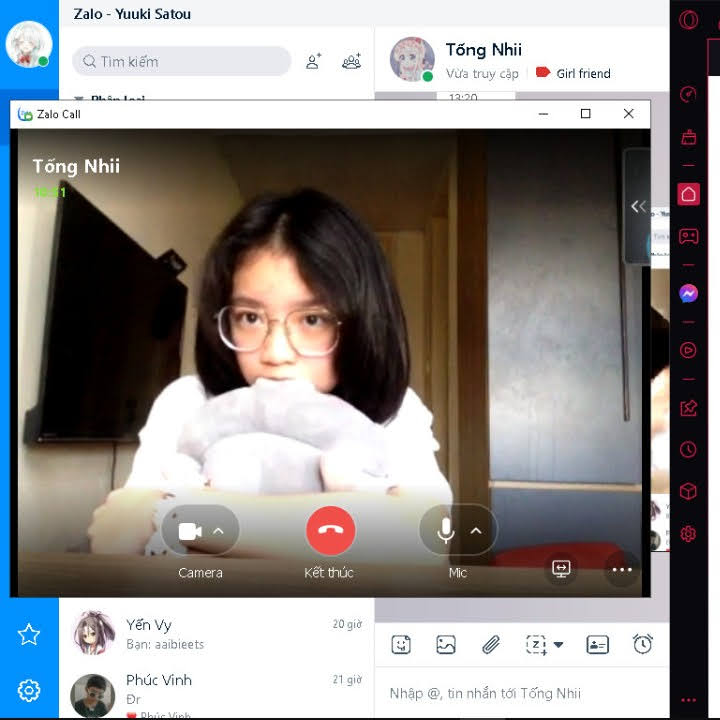 Zalo - Yuuki Satou
Tìm kiếm
Tống Nhii
Vừa truy cập
Girl friend
13:20
Phân loại
Zalo Call
Tống Nhii
Camera
Kết thúc
Mic
Yến Vy
20 giờ
Bạn: aaibieets
Phúc Vinh
21 giờ
Đr
Phúc Vinh
Nhập @, tin nhắn tới Tống Nhii